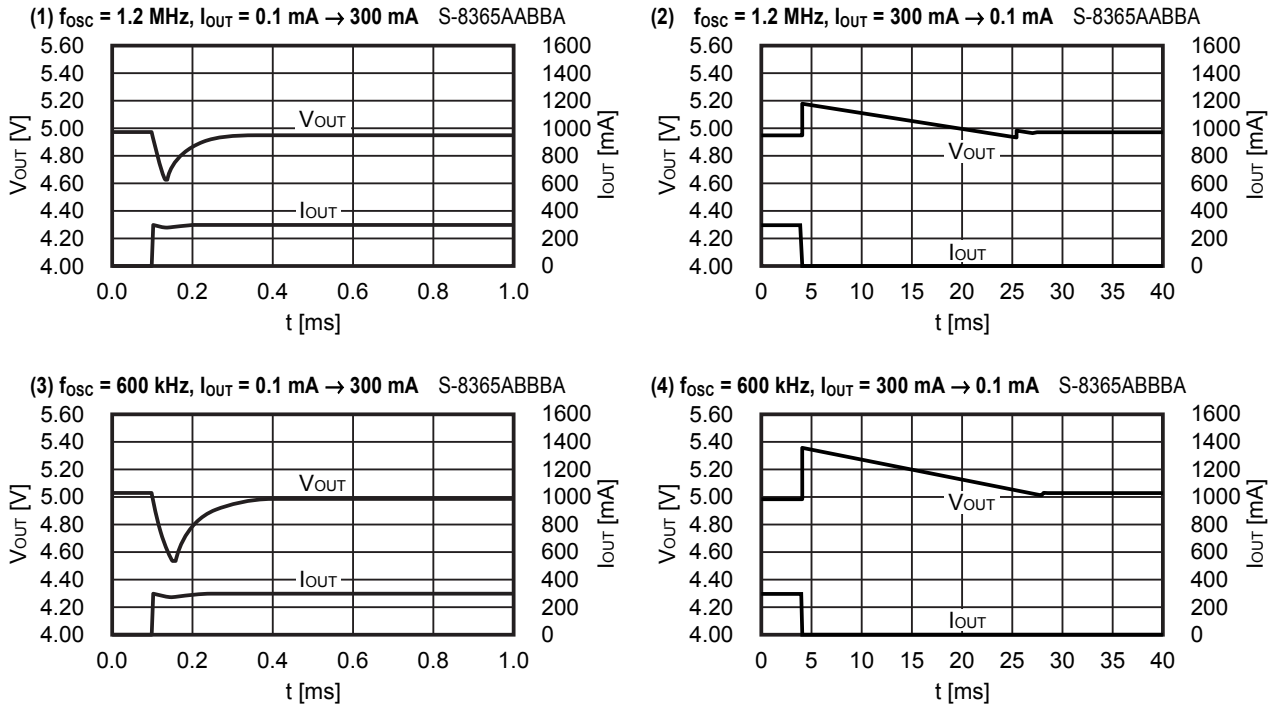 (1) fOSC = 1.2 MHz, IOUT = 0.1 mA → 300 mA S-8365AABBA
5.60
5.40
5.20
5.00
4.80
4.60
4.40
4.20
4.00
VOUT [V]
1600
1400
1200
1000
800
600
400
200
0
IOUT [mA]
VOUT
IOUT
0.0 0.2 0.4 0.6 0.8 1.0
t [ms]
(2) fOSC = 1.2 MHz, IOUT = 300 mA → 0.1 mA S-8365AABBA
5.60
5.40
5.20
5.00
4.80
4.60
4.40
4.20
4.00
VOUT [V]
1600
1400
1200
1000
800
600
400
200
0
IOUT [mA]
VOUT
IOUT
0 5 10 15 20 25 30 35 40
t [ms]
(3) fOSC = 600 kHz, IOUT = 0.1 mA → 300 mA S-8365ABBBA
5.60
5.40
5.20
5.00
4.80
4.60
4.40
4.20
4.00
VOUT [V]
1600
1400
1200
1000
800
600
400
200
0
IOUT [mA]
VOUT
IOUT
0.0 0.2 0.4 0.6 0.8 1.0
t [ms]
(4) fOSC = 600 kHz, IOUT = 300 mA → 0.1 mA S-8365ABBBA
5.60
5.40
5.20
5.00
4.80
4.60
4.40
4.20
4.00
VOUT [V]
1600
1400
1200
1000
800
600
400
200
0
IOUT [mA]
VOUT
IOUT
0 5 10 15 20 25 30 35 40
t [ms]